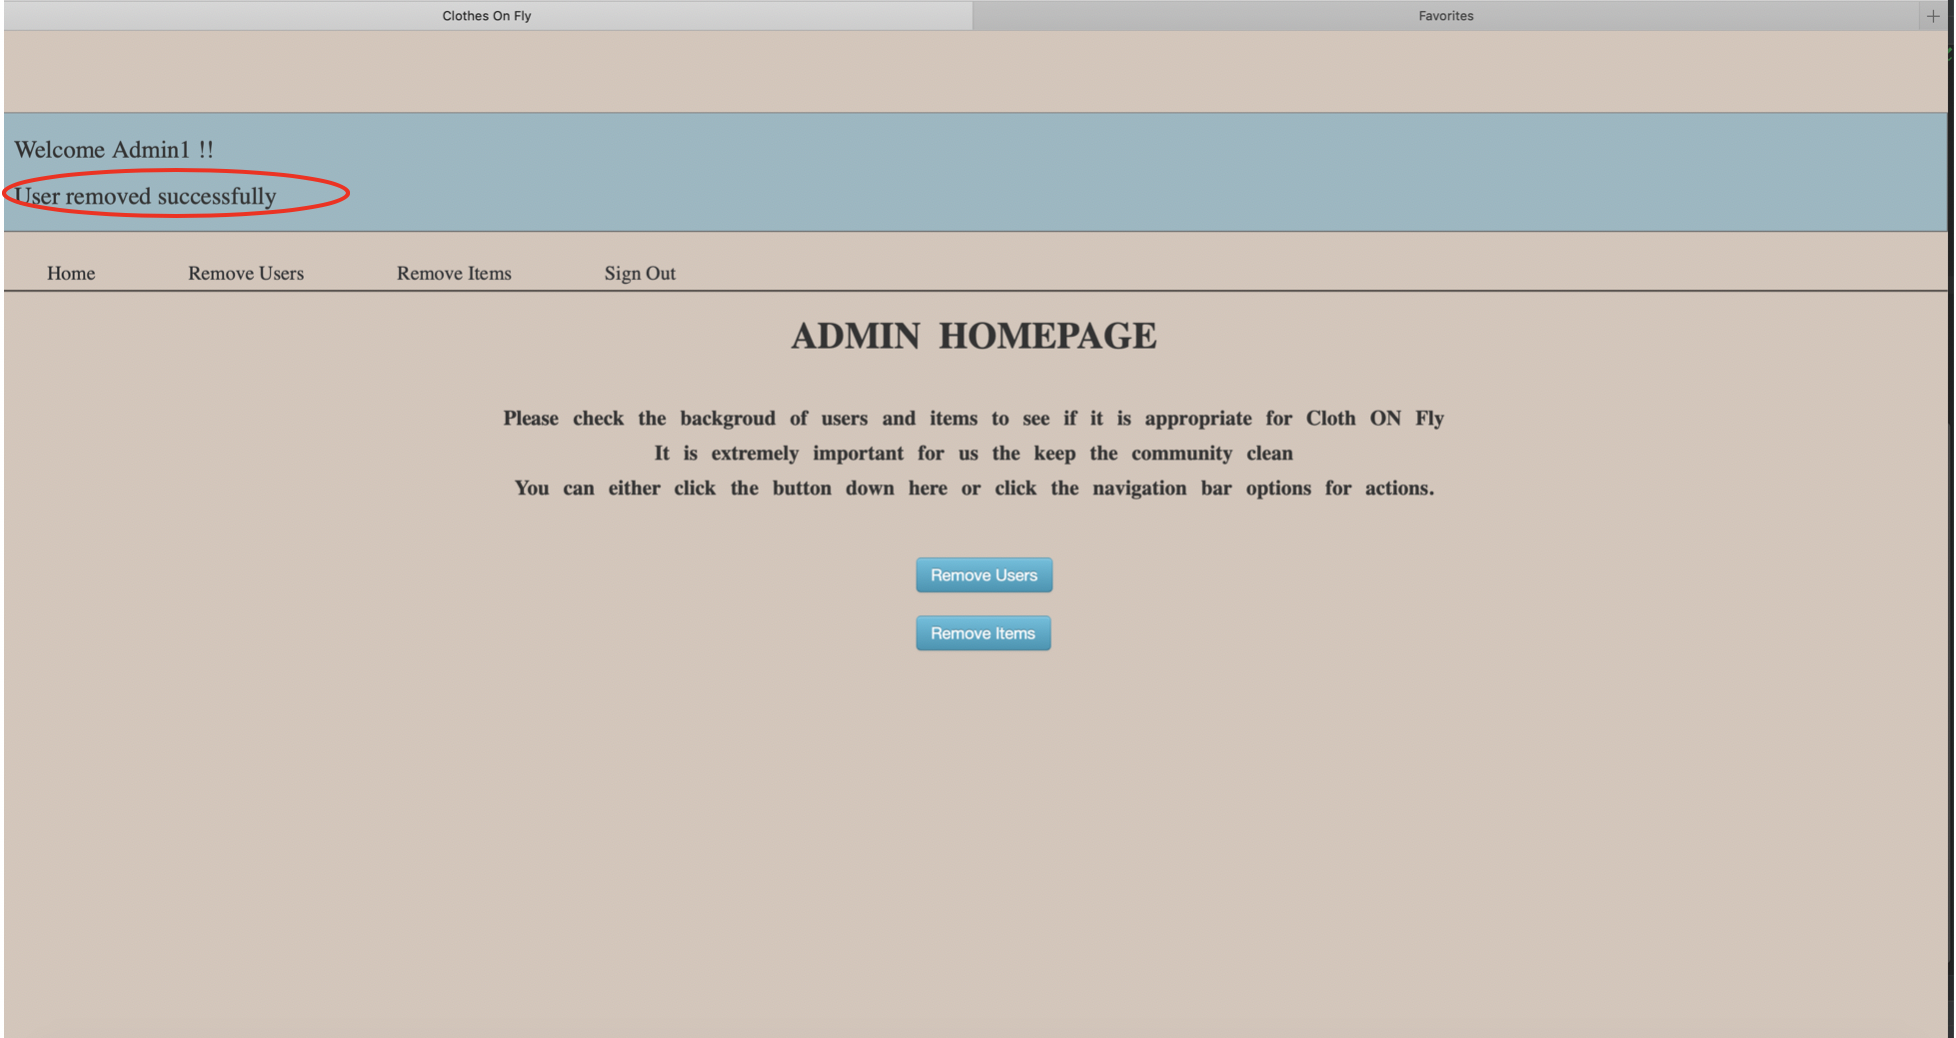 Clothes On Fly
Favorites
Welcome Admin1 !!
User removed successfully
Home
Remove Users
Remove Items
Sign Out
ADMIN HOMEPAGE
Please check the backgroud of users and items to see if it is appropriate for Cloth ON Fly
It is extremely important for us the keep the community clean
You can either click the button down here or click the navigation bar options for actions.
Remove Users
Remove Items